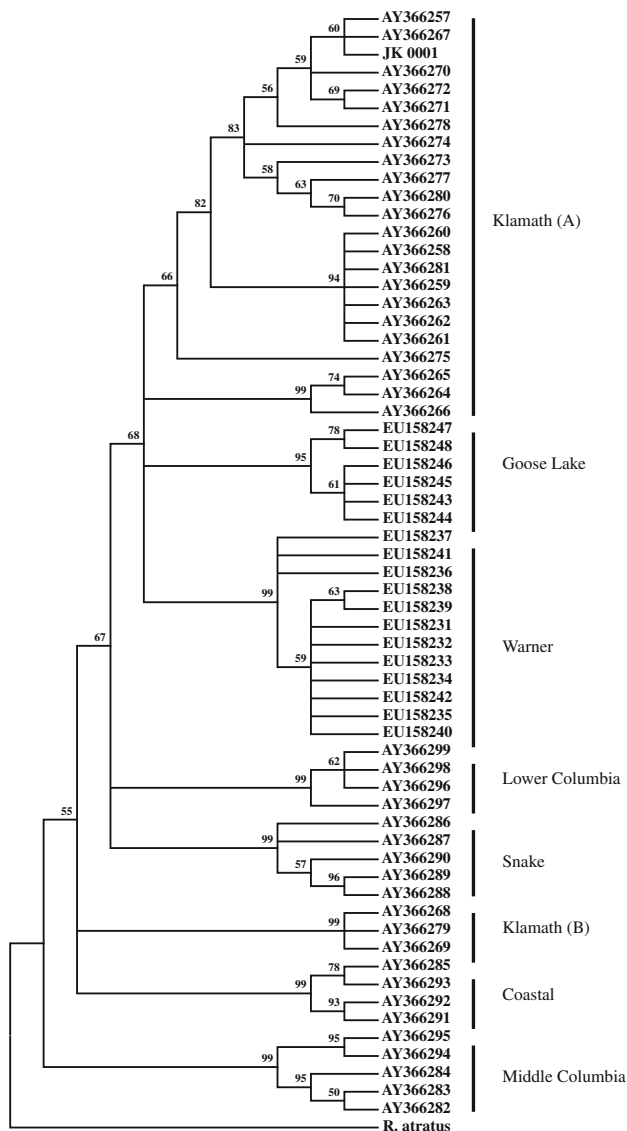 AY366257
60
AY366267
JK 0001
59
AY366270
AY366272
69
AY366271
56
AY366278
83
AY366274
AY366273
58
AY366277
63
AY366280
70
AY366276
82
Klamath (A)
AY366260
AY366258
AY366281
94
AY366259
AY366263
AY366262
AY366261
66
AY366275
AY366265
74
AY366264
99
AY366266
EU158247
78
EU158248
68
95
EU158246
Goose Lake
EU158245
61
EU158243
EU158244
EU158237
EU158241
EU158236
99
EU158238
63
EU158239
EU158231
EU158232
Warner
67
EU158233
59
EU158234
EU158242
EU158235
EU158240
AY366299
62
AY366298
99
AY366296
Lower Columbia
AY366297
55
AY366286
AY366287
99
AY366290
Snake
57
AY366289
96
AY366288
AY366268
99
AY366279
Klamath (B)
AY366269
AY366285
78
AY366293
99
AY366292
Coastal
93
AY366291
AY366295
95
AY366294
99
AY366284
Middle Columbia
95
AY366283
50
AY366282
R. atratus